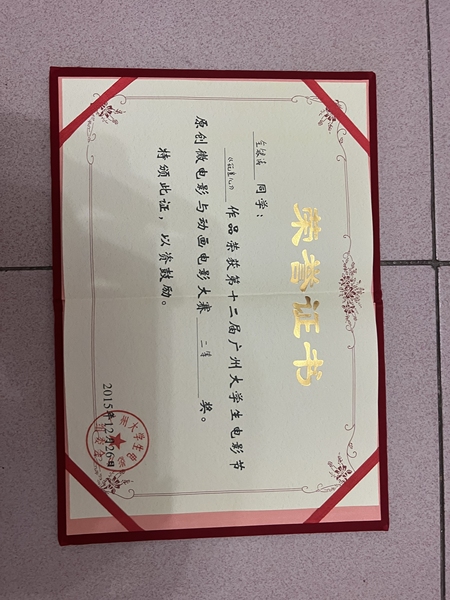 荣誉证书
同学：
作品荣获第十二届广州大学生电影节
原创微电影与动画电影大赛 二等 奖。
特颁此证，以资鼓励。
2015年12月26日